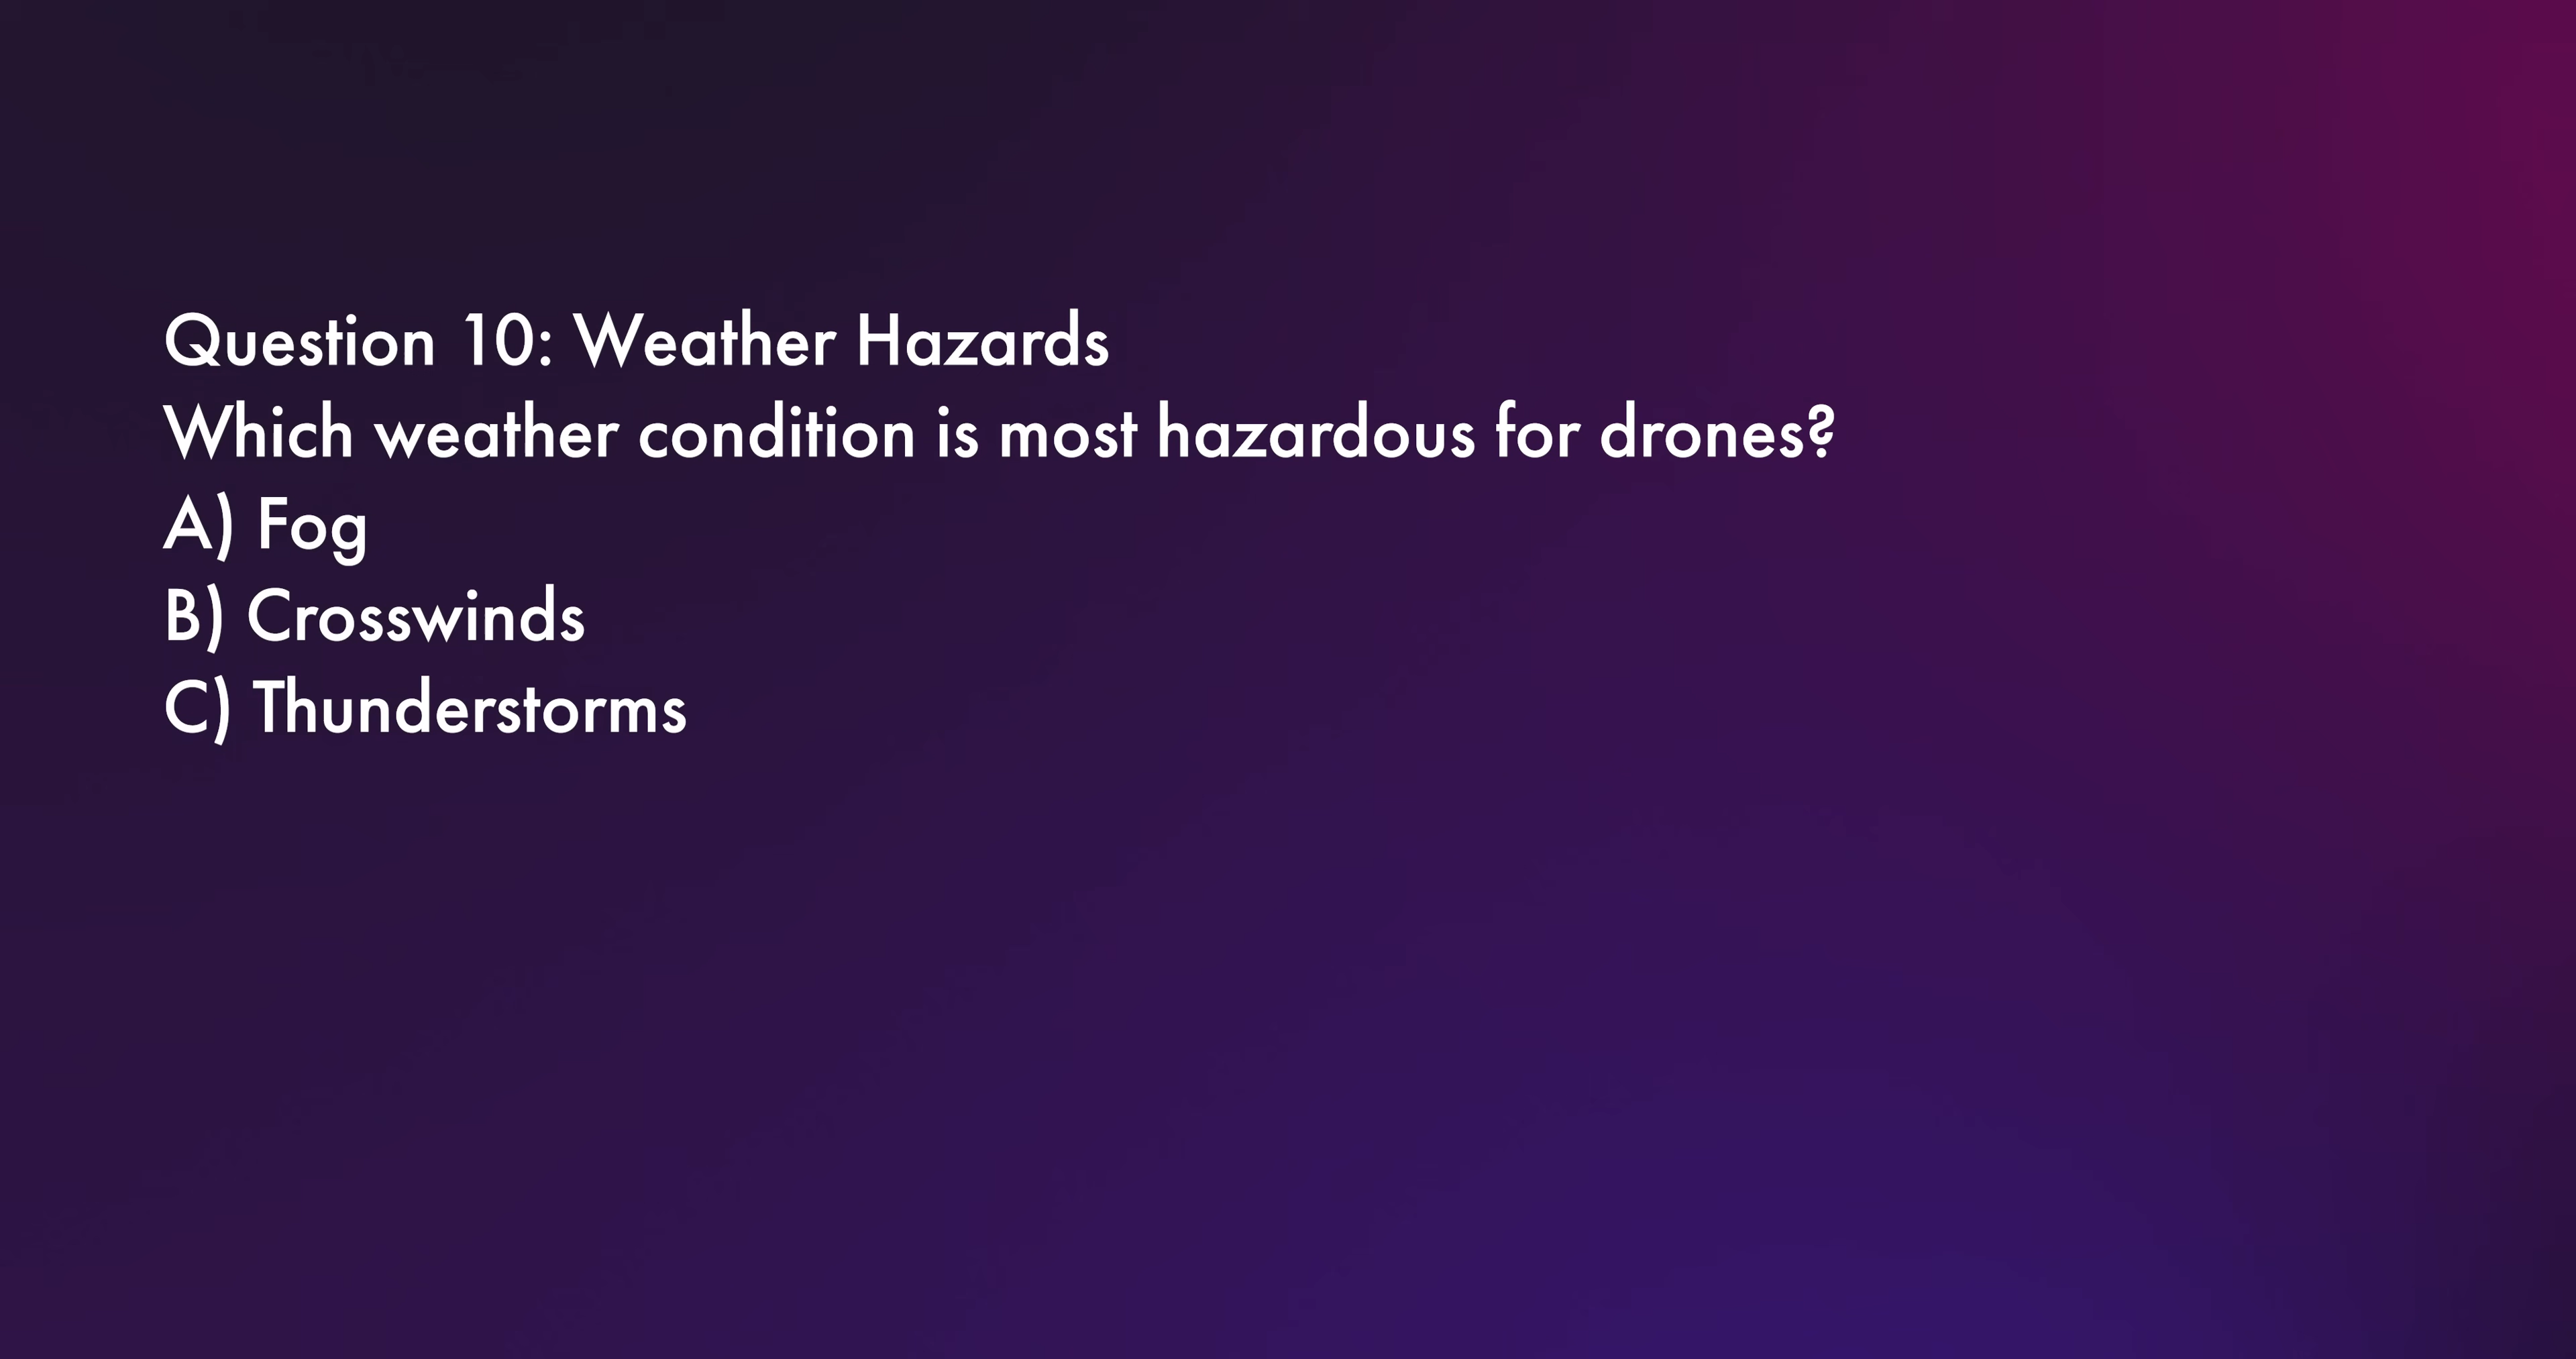 Question 10: Weather Hazards
Which weather condition is most hazardous for drones?
A) Fog
B) Crosswinds
C) Thunderstorms